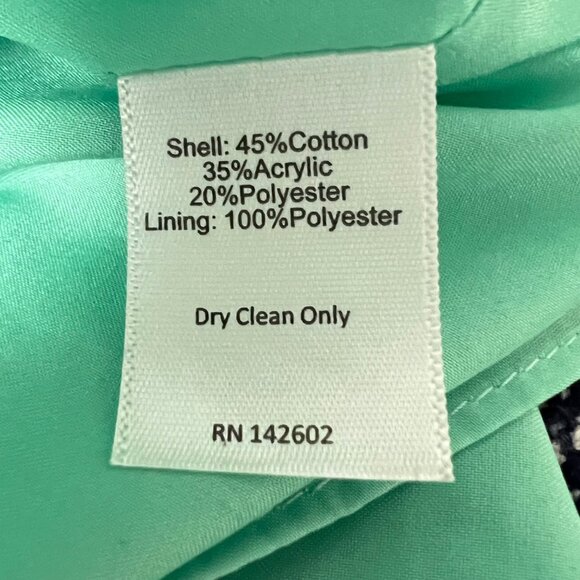 Shell: 45%Cotton
35%Acrylic
20%Polyester
Lining: 100%Polyester
Dry Clean Only
RN 142602